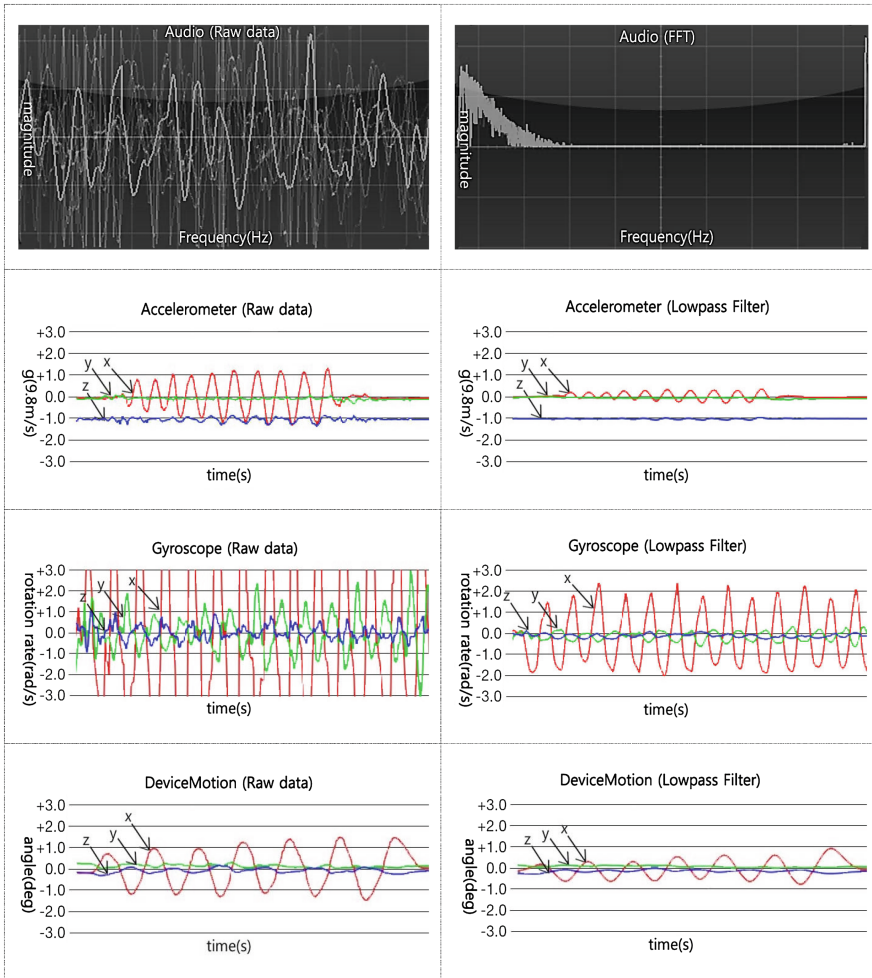 Audio (Raw data)
magnitude
Frequency(Hz)
Audio (FFT)
magnitude
Frequency(Hz)
Accelerometer (Raw data)
g(9.8m/s)
+3.0
+2.0
+1.0
0.0
-1.0
-2.0
-3.0
y
x
z
time(s)
Accelerometer (Lowpass Filter)
g(9.8m/s)
+3.0
+2.0
+1.0
0.0
-1.0
-2.0
-3.0
y
x
z
time(s)
Gyroscope (Raw data)
rotation rate(rad/s)
+3.0
+2.0
+1.0
0.0
-1.0
-2.0
-3.0
z
y
x
time(s)
Gyroscope (Lowpass Filter)
rotation rate(rad/s)
+3.0
+2.0
+1.0
0.0
-1.0
-2.0
-3.0
z
y
x
time(s)
DeviceMotion (Raw data)
angle(deg)
+3.0
+2.0
+1.0
0.0
-1.0
-2.0
-3.0
z
y
x
time(s)
DeviceMotion (Lowpass Filter)
angle(deg)
+3.0
+2.0
+1.0
0.0
-1.0
-2.0
-3.0
z
y
x
time(s)